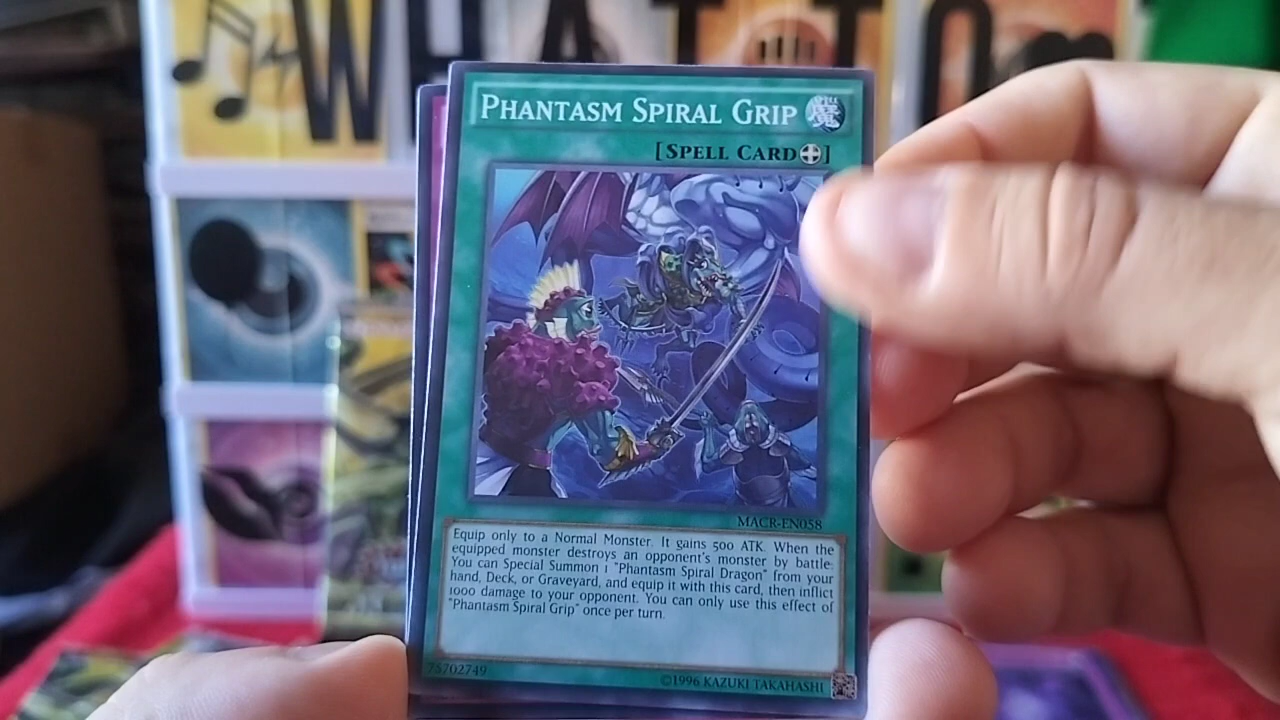 WHAT TO
PHANTASM SPIRAL GRIP
[SPELL CARD]
MACR-EN058
Equip only to a Normal Monster. It gains 500 ATK. When the
equipped monster destroys an opponent's monster by battle:
You can Special Summon 1 "Phantasm Spiral Dragon" from your
hand, Deck, or Graveyard, and equip it with this card, then inflict
1000 damage to your opponent. You can only use this effect of
"Phantasm Spiral Grip" once per turn.
75702749
©1996 KAZUKI TAKAHASHI